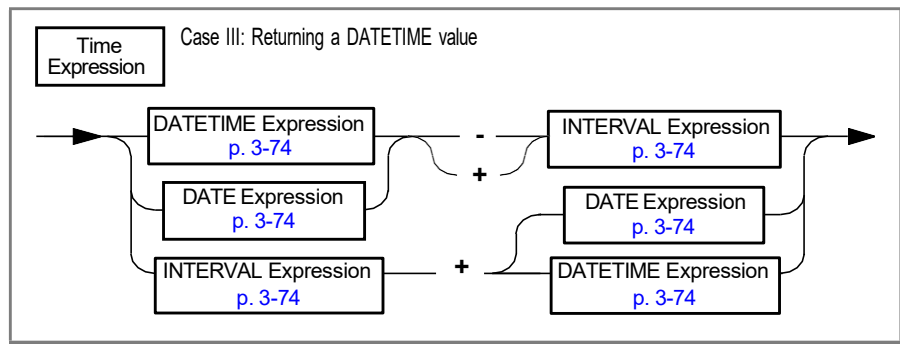 Time
Expression
Case III: Returning a DATETIME value
DATETIME Expression
p. 3-74
-
+
INTERVAL Expression
p. 3-74
DATE Expression
p. 3-74
DATE Expression
p. 3-74
INTERVAL Expression
p. 3-74
+
DATETIME Expression
p. 3-74